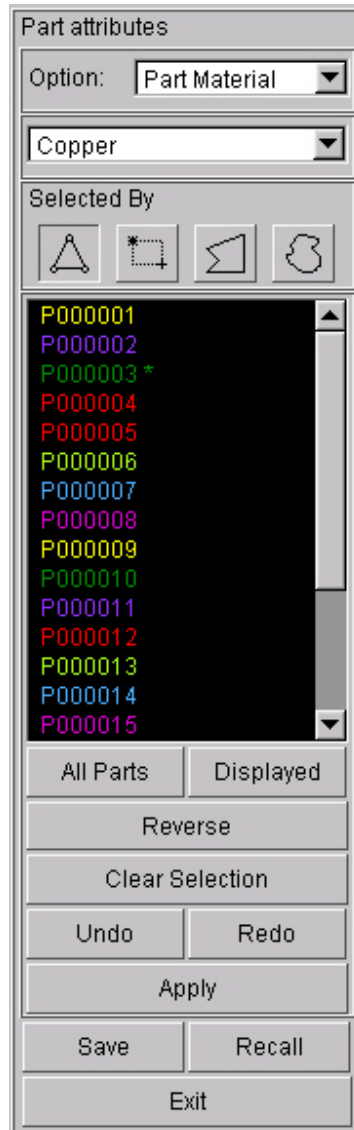 Part attributes
Option: Part Material
Copper
Selected By
P000001
P000002
P000003 *
P000004
P000005
P000006
P000007
P000008
P000009
P000010
P000011
P000012
P000013
P000014
P000015
All Parts Displayed
Reverse
Clear Selection
Undo Redo
Apply
Save Recall
Exit